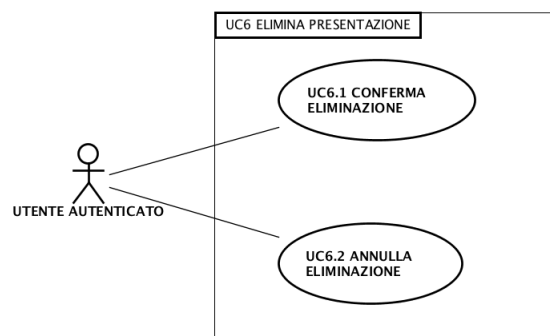 UC6 ELIMINA PRESENTAZIONE
UC6.1 CONFERMA
ELIMINAZIONE
UTENTE AUTENTICATO
UC6.2 ANNULLA
ELIMINAZIONE